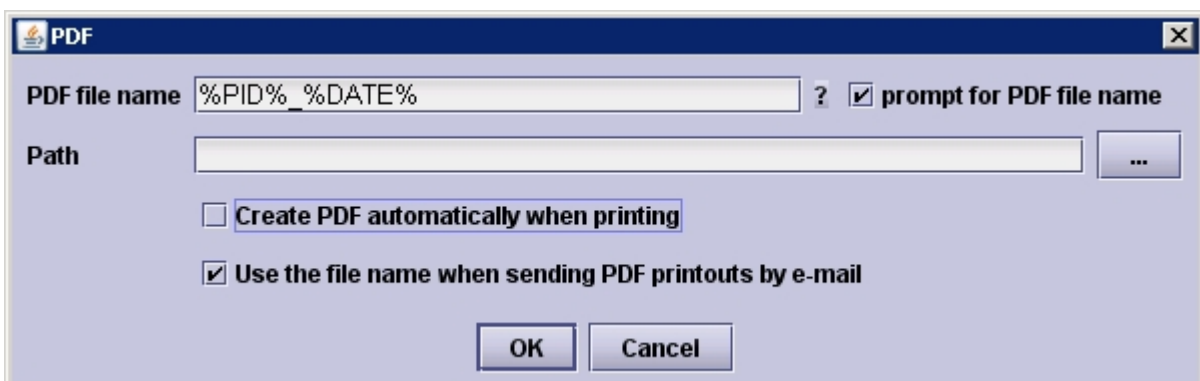 PDF
PDF file name %PID%_%DATE% ? prompt for PDF file name
Path ...
Create PDF automatically when printing
Use the file name when sending PDF printouts by e-mail
OK Cancel